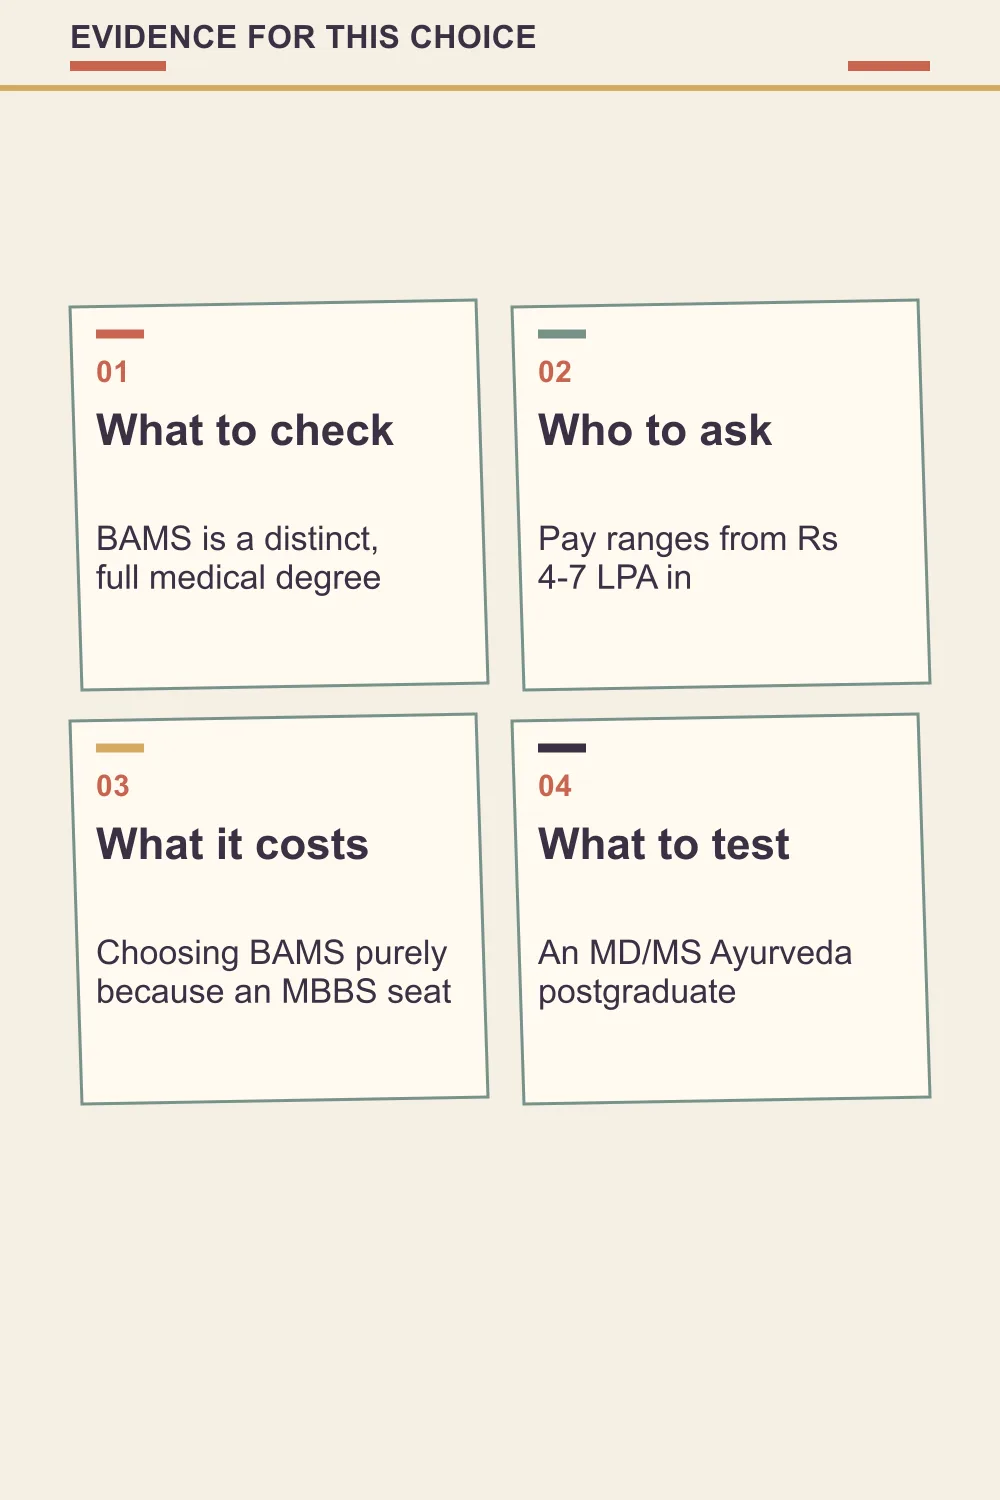 EVIDENCE FOR THIS CHOICE
01
What to check
BAMS is a distinct,
full medical degree
02
Who to ask
Pay ranges from Rs
4-7 LPA in
03
What it costs
Choosing BAMS purely
because an MBBS seat
04
What to test
An MD/MS Ayurveda
postgraduate